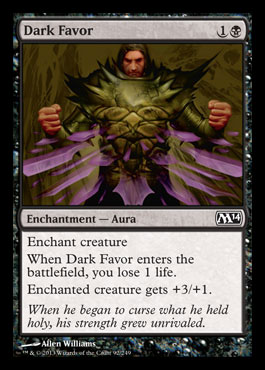 Dark Favor 1
Enchantment — Aura M14
Enchant creature
When Dark Favor enters the
battlefield, you lose 1 life.
Enchanted creature gets +3/+1.
When he began to curse what he held
holy, his strength grew unrivaled.
Allen Williams
™ & © 2013 Wizards of the Coast 92/249